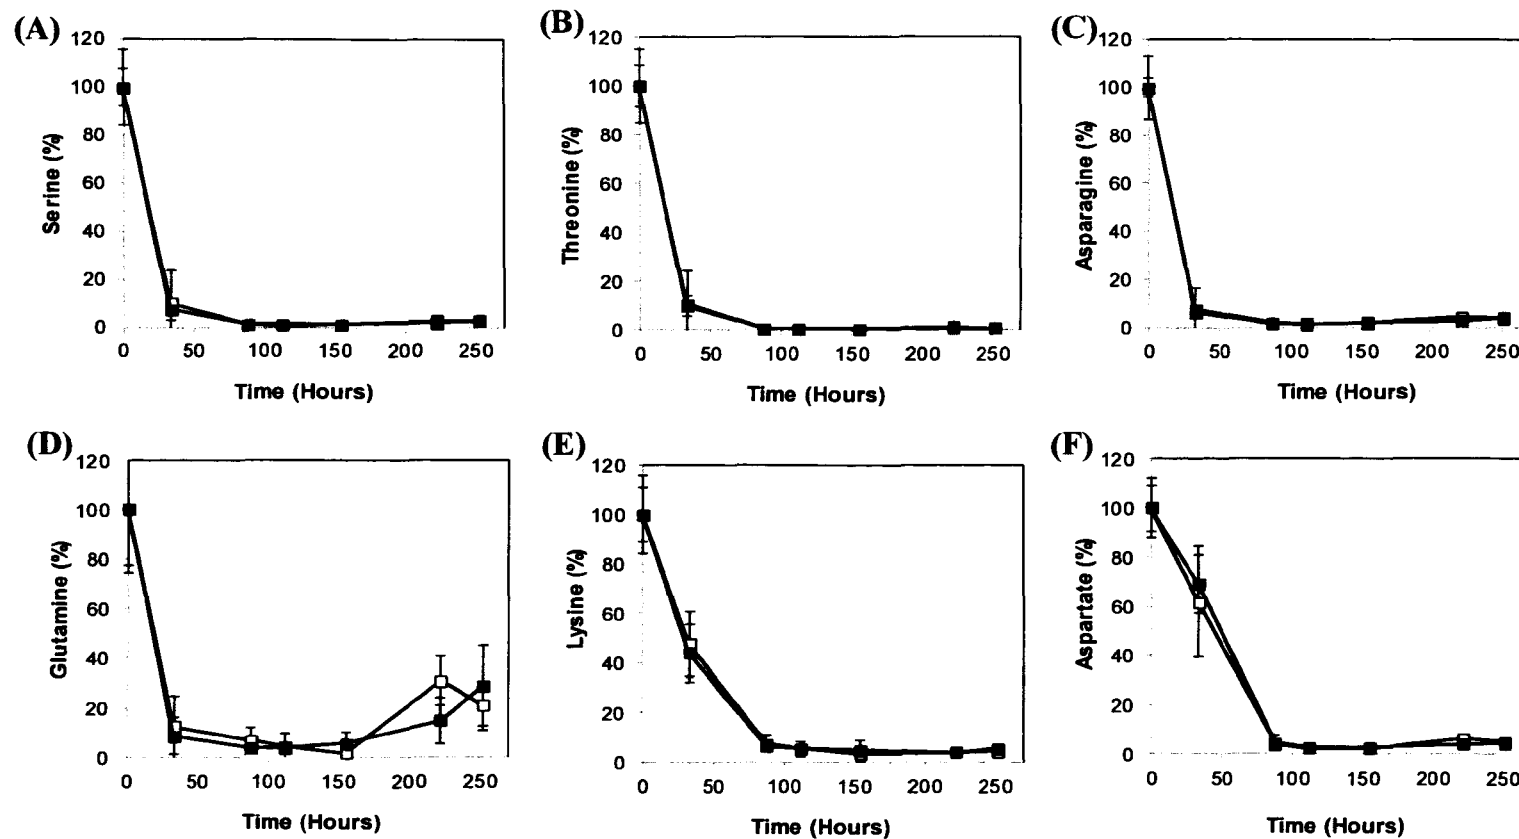 (A)
120
100
80
60
40
20
0
Serine (%)
0 50 100 150 200 250
Time (Hours)
(B)
120
100
80
60
40
20
0
Threonine (%)
0 50 100 150 200 250
Time (Hours)
(C)
120
100
80
60
40
20
0
Asparagine (%)
0 50 100 150 200 250
Time (Hours)
(D)
120
100
80
60
40
20
0
Glutamine (%)
0 50 100 150 200 250
Time (Hours)
(E)
120
100
80
60
40
20
0
Lysine (%)
0 50 100 150 200 250
Time (Hours)
(F)
120
100
80
60
40
20
0
Aspartate (%)
0 50 100 150 200 250
Time (Hours)